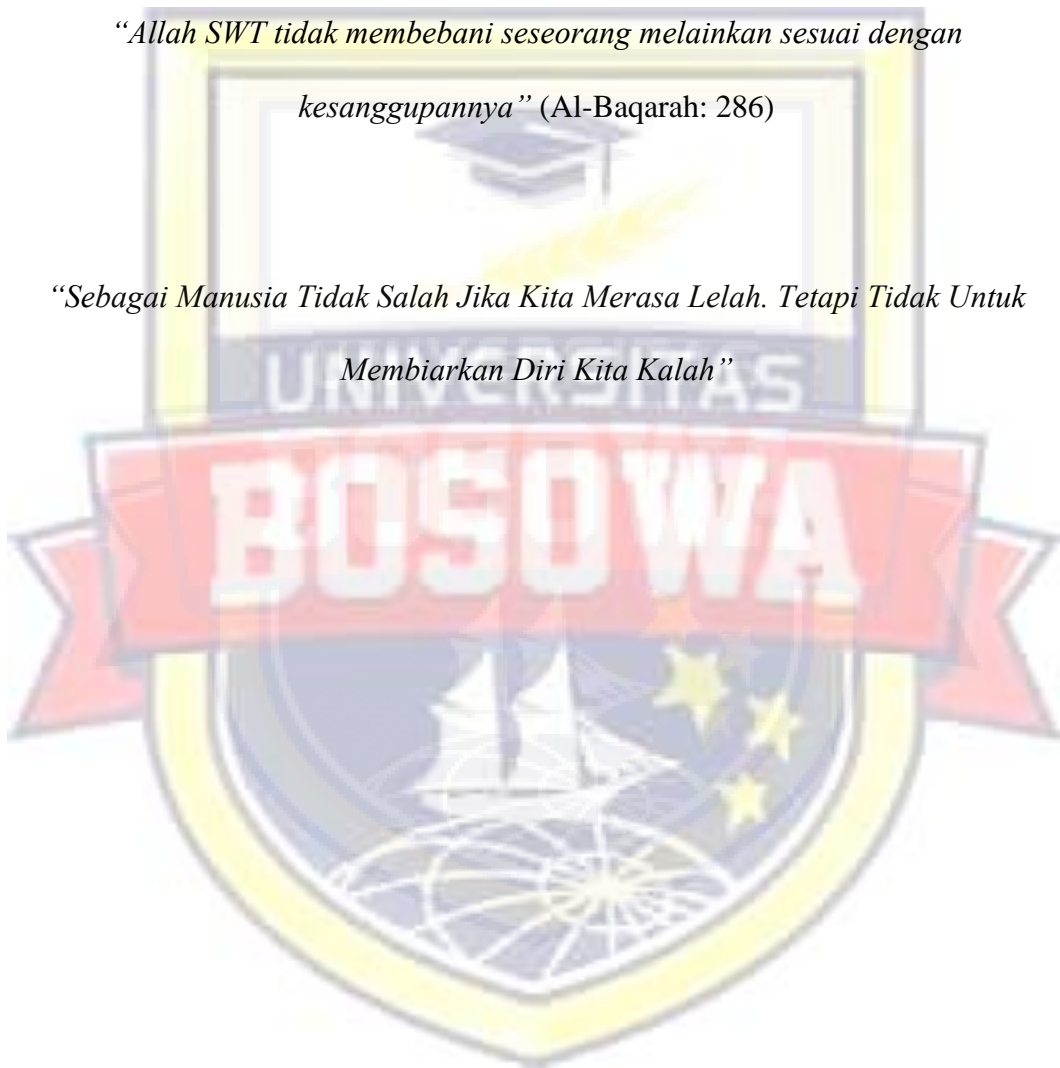 “Allah SWT tidak membebani seseorang melainkan sesuai dengan
kesanggupannya” (Al-Baqarah: 286)
“Sebagai Manusia Tidak Salah Jika Kita Merasa Lelah. Tetapi Tidak Untuk
Membiarkan Diri Kita Kalah”
UNIVERSITAS
BOSOWA